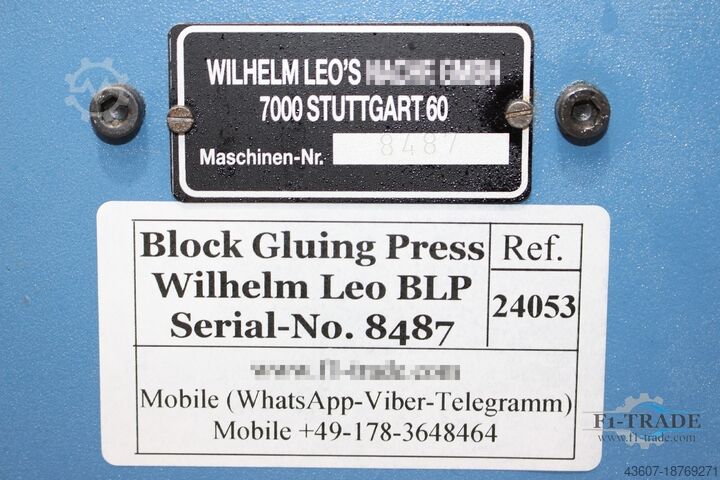 WILHELM LEO'S
7000 STUTTGART 60
Maschinen-Nr. 8487
Block Gluing Press
Wilhelm Leo BLP
Serial-No. 8487
Ref.
24053
Mobile (WhatsApp-Viber-Telegramm)
Mobile +49-178-3648464
F1-TRADE
www.f1-trade.com
43607-18769271